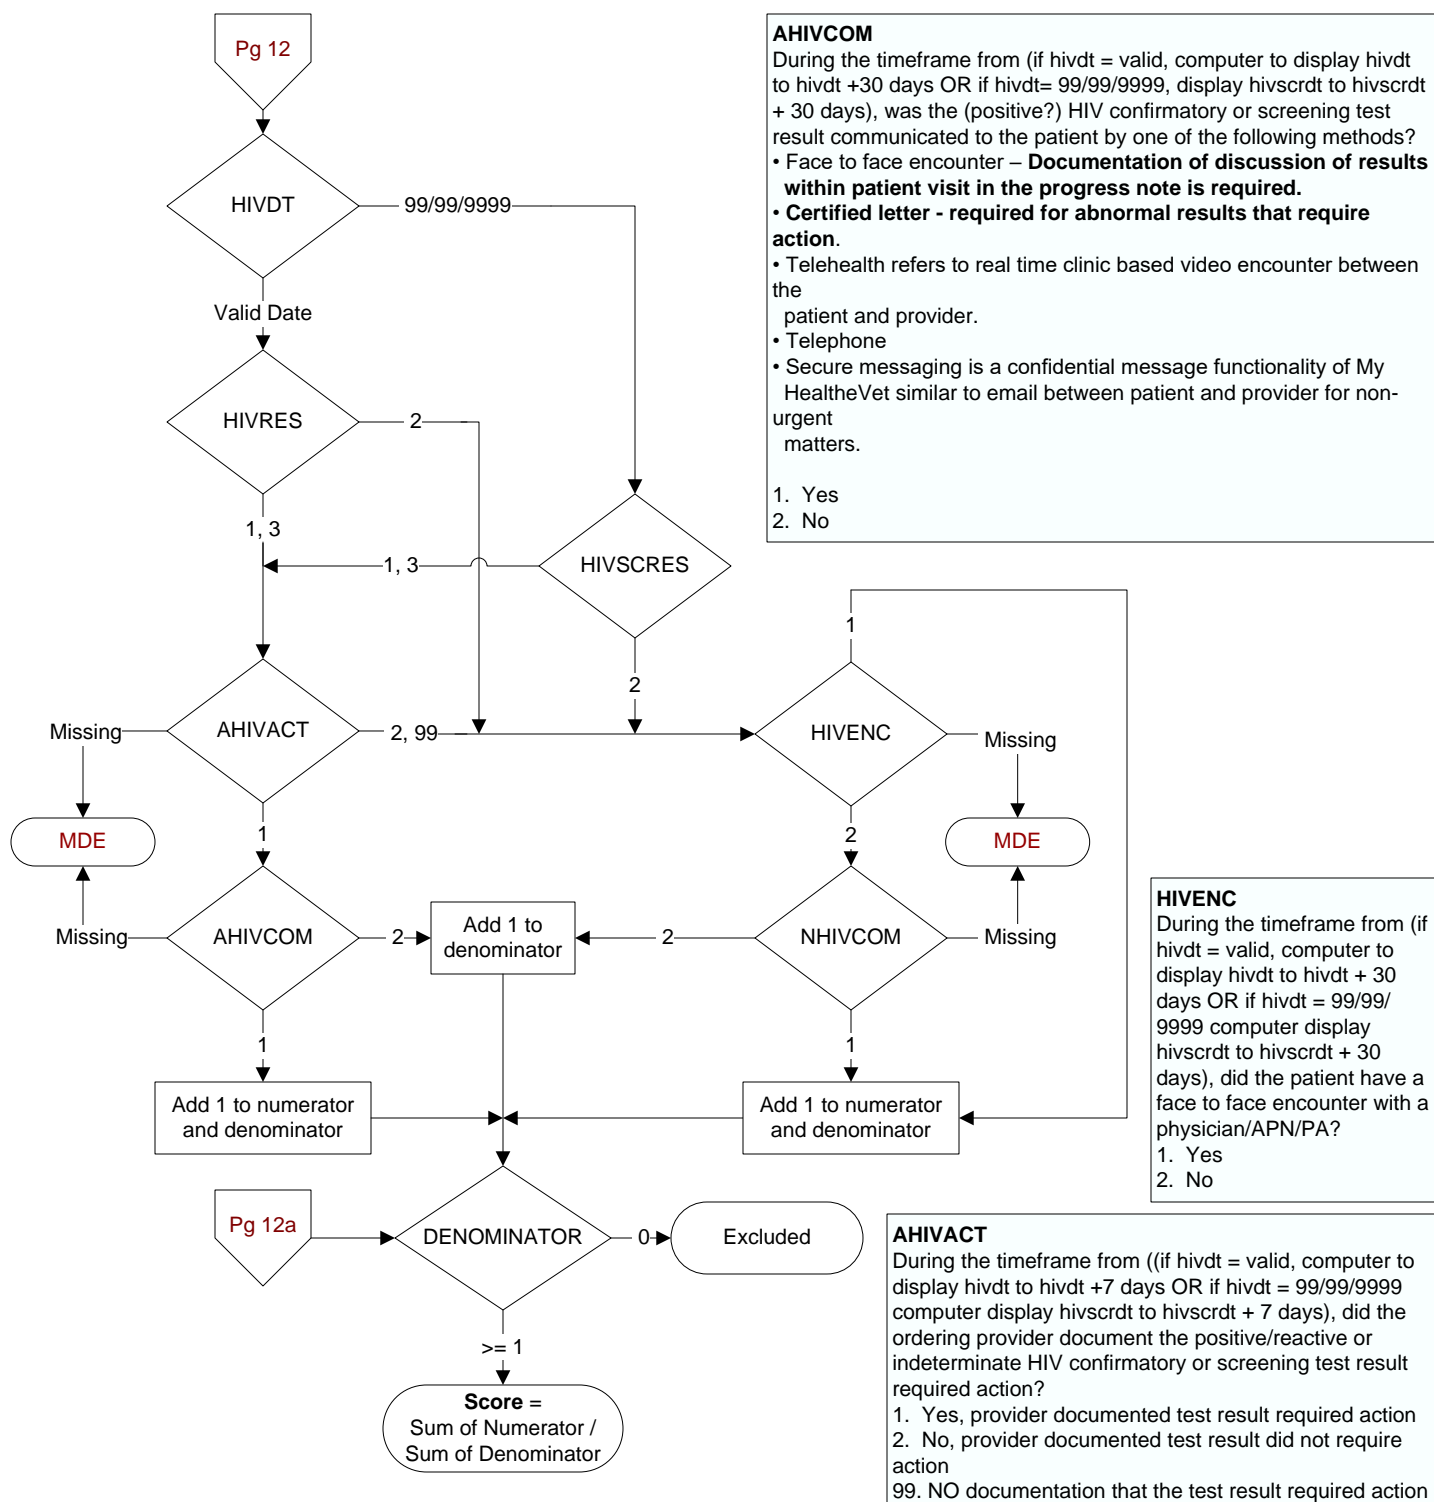 Pg 12
HIVDT
99/99/9999
Valid Date
HIVRES
2
1, 3
HIVSCRES
1, 3
2
AHIVACT
Missing
2, 99
1
MDE
HIVENC
1
Missing
2
MDE
AHIVCOM
Missing
2
1
Add 1 to
denominator
NHIVCOM
2
Missing
1
Add 1 to numerator
and denominator
Add 1 to numerator
and denominator
Pg 12a
DENOMINATOR
0
Excluded
>= 1
Score =
Sum of Numerator /
Sum of Denominator
AHIVCOM
During the timeframe from (if hivdt = valid, computer to display hivdt
to hivdt +30 days OR if hivdt= 99/99/9999, display hivscrdt to hivscrdt
+ 30 days), was the (positive?) HIV confirmatory or screening test
result communicated to the patient by one of the following methods?
• Face to face encounter – Documentation of discussion of results
within patient visit in the progress note is required.
• Certified letter - required for abnormal results that require
action.
• Telehealth refers to real time clinic based video encounter between
the
patient and provider.
• Telephone
• Secure messaging is a confidential message functionality of My
HealtheVet similar to email between patient and provider for non-
urgent
matters.
1. Yes
2. No
HIVENC
During the timeframe from (if
hivdt = valid, computer to
display hivdt to hivdt + 30
days OR if hivdt = 99/99/
9999 computer display
hivscrdt to hivscrdt + 30
days), did the patient have a
face to face encounter with a
physician/APN/PA?
1. Yes
2. No
AHIVACT
During the timeframe from ((if hivdt = valid, computer to
display hivdt to hivdt +7 days OR if hivdt = 99/99/9999
computer display hivscrdt to hivscrdt + 7 days), did the
ordering provider document the positive/reactive or
indeterminate HIV confirmatory or screening test result
required action?
1. Yes, provider documented test result required action
2. No, provider documented test result did not require
action
99. NO documentation that the test result required action